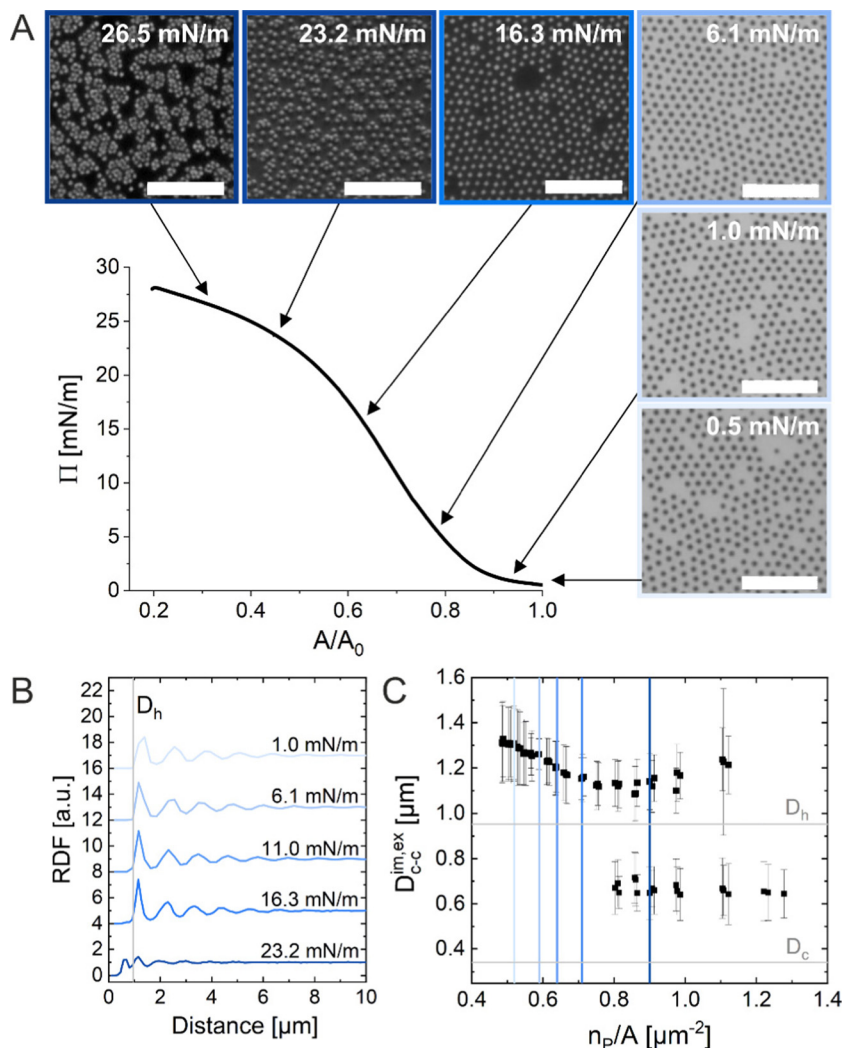 A
26.5 mN/m
23.2 mN/m
16.3 mN/m
6.1 mN/m
1.0 mN/m
0.5 mN/m
30
25
20
15
10
5
0
Π [mN/m]
0.2 0.4 0.6 0.8 1.0
A/A₀
B
Dₕ
22
20
18
16
14
12
10
8
6
4
2
0
RDF [a.u.]
1.0 mN/m
6.1 mN/m
11.0 mN/m
16.3 mN/m
23.2 mN/m
0 2 4 6 8 10
Distance [µm]
C
1.6
1.4
1.2
1.0
0.8
0.6
0.4
D_c-c^im,ex [µm]
Dₕ
D_c
0.4 0.6 0.8 1.0 1.2 1.4
n_P/A [µm⁻²]